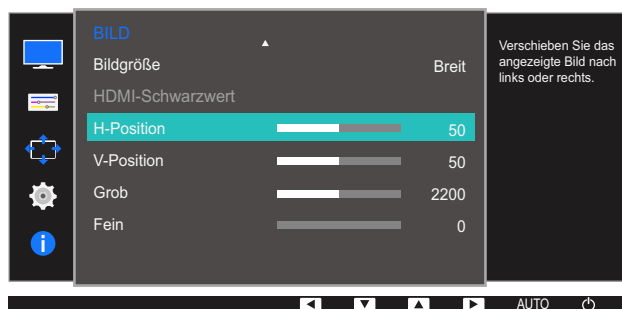 BILD
Bildgröße Breit
HDMI-Schwarzwert
H-Position 50
V-Position 50
Grob 2200
Fein 0
Verschieben Sie das
angezeigte Bild nach
links oder rechts.
AUTO